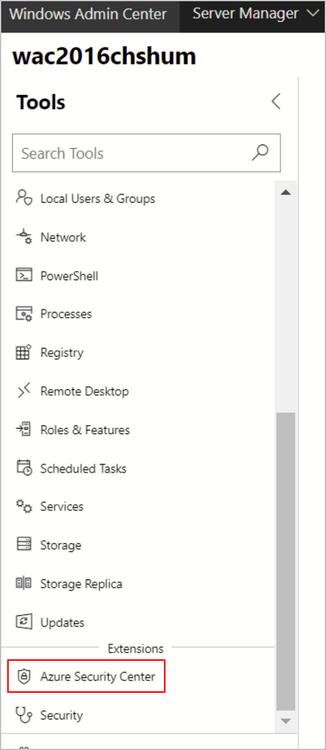 Windows Admin Center Server Manager
wac2016chshum
Tools
Search Tools
Local Users & Groups
Network
PowerShell
Processes
Registry
Remote Desktop
Roles & Features
Scheduled Tasks
Services
Storage
Storage Replica
Updates
Extensions
Azure Security Center
Security